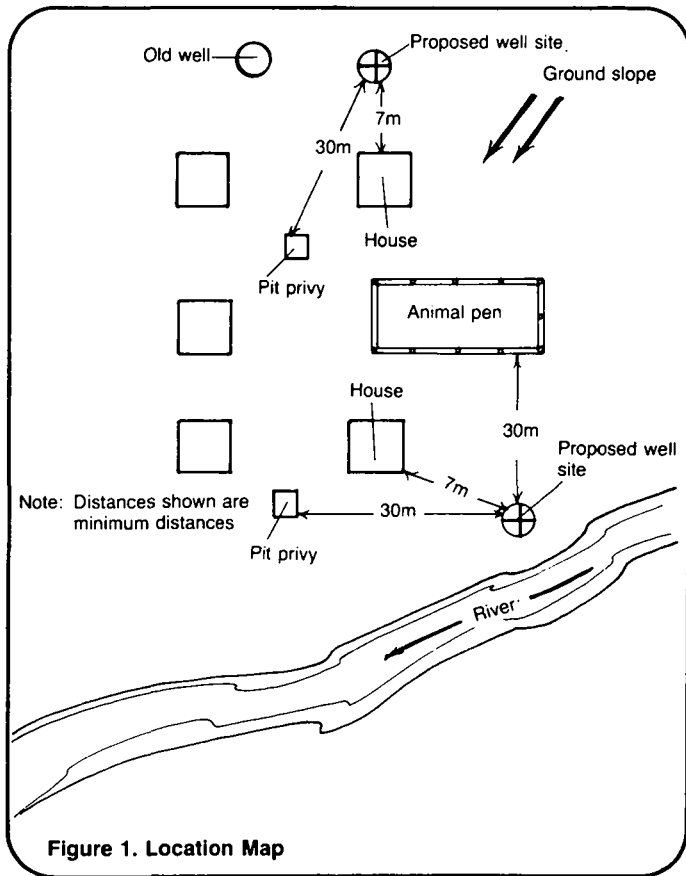 Old well
Proposed well site
Ground slope
7m
30m
House
Pit privy
Animal pen
House
30m
Proposed well
site
7m
Note: Distances shown are
minimum distances
30m
Pit privy
River
Figure 1. Location Map